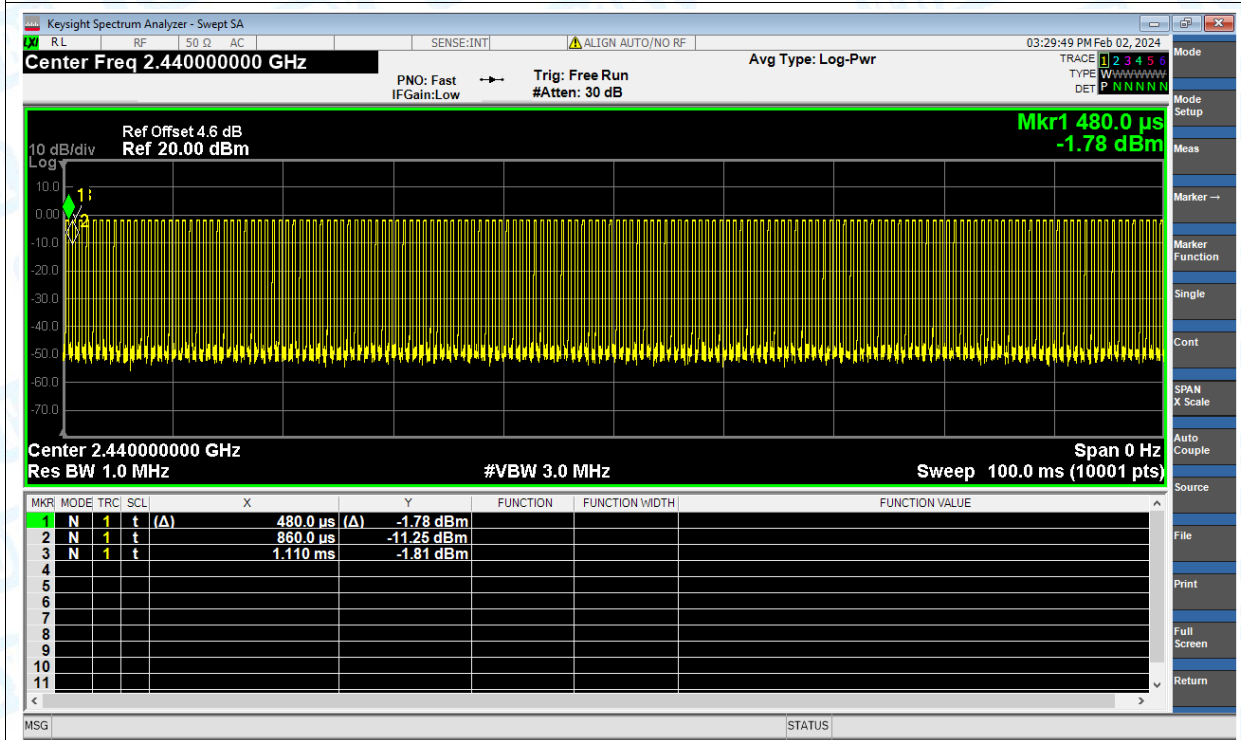 Keysight Spectrum Analyzer - Swept SA
LXI RL RF 50 Ω AC SENSE:INT ALIGN AUTO/NO RF 03:29:49 PM Feb 02, 2024
Center Freq 2.440000000 GHz Avg Type: Log-Pwr TRACE 1 2 3 4 5 6
PNO: Fast Trig: Free Run TYPE WWWWWW
IFGain:Low #Atten: 30 dB DET P N N N N N
Mkr1 480.0 µs
Ref Offset 4.6 dB
10 dB/div Ref 20.00 dBm -1.78 dBm
Log
10.0
0.00
-10.0
-20.0
-30.0
-40.0
-50.0
-60.0
-70.0
1
2
Center 2.440000000 GHz Span 0 Hz
Res BW 1.0 MHz #VBW 3.0 MHz Sweep 100.0 ms (10001 pts)
MKR MODE TRC SCL X Y FUNCTION FUNCTION WIDTH FUNCTION VALUE
1 N 1 t (Δ) 480.0 µs (Δ) -1.78 dBm
2 N 1 t 860.0 µs -11.25 dBm
3 N 1 t 1.110 ms -1.81 dBm
4
5
6
7
8
9
10
11
MSG STATUS
Mode
Mode
Setup
Meas
Marker →
Marker
Function
Single
Cont
SPAN
X Scale
Auto
Couple
Source
File
Print
Full
Screen
Return